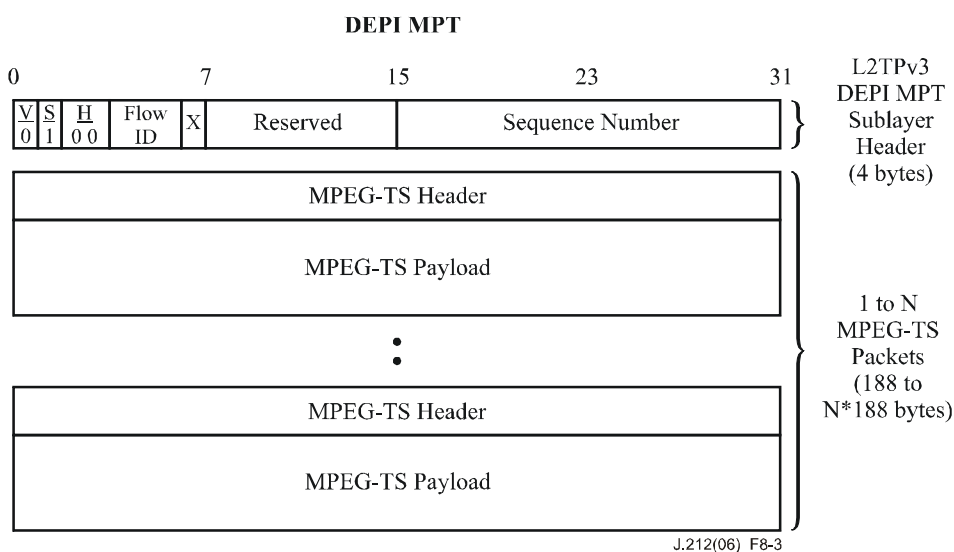 DEPI MPT
0 7 15 23 31
V S H Flow ID X Reserved Sequence Number
0 1 0 0
L2TPv3
DEPI MPT
Sublayer
Header
(4 bytes)
MPEG-TS Header
MPEG-TS Payload
:
MPEG-TS Header
MPEG-TS Payload
1 to N
MPEG-TS
Packets
(188 to
N*188 bytes)
J.212(06) F8-3